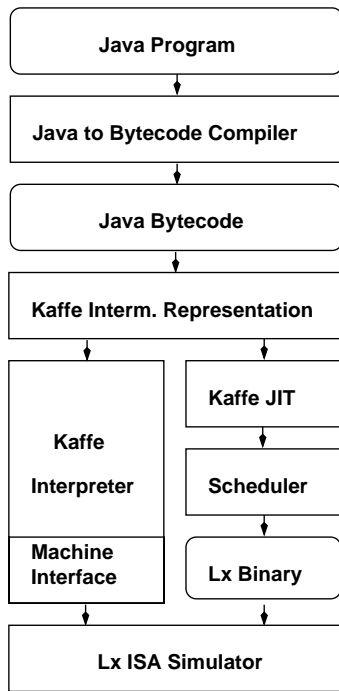 Java Program
Java to Bytecode Compiler
Java Bytecode
Kaffe Interm. Representation
Kaffe
Interpreter
Machine
Interface
Kaffe JIT
Scheduler
Lx Binary
Lx ISA Simulator